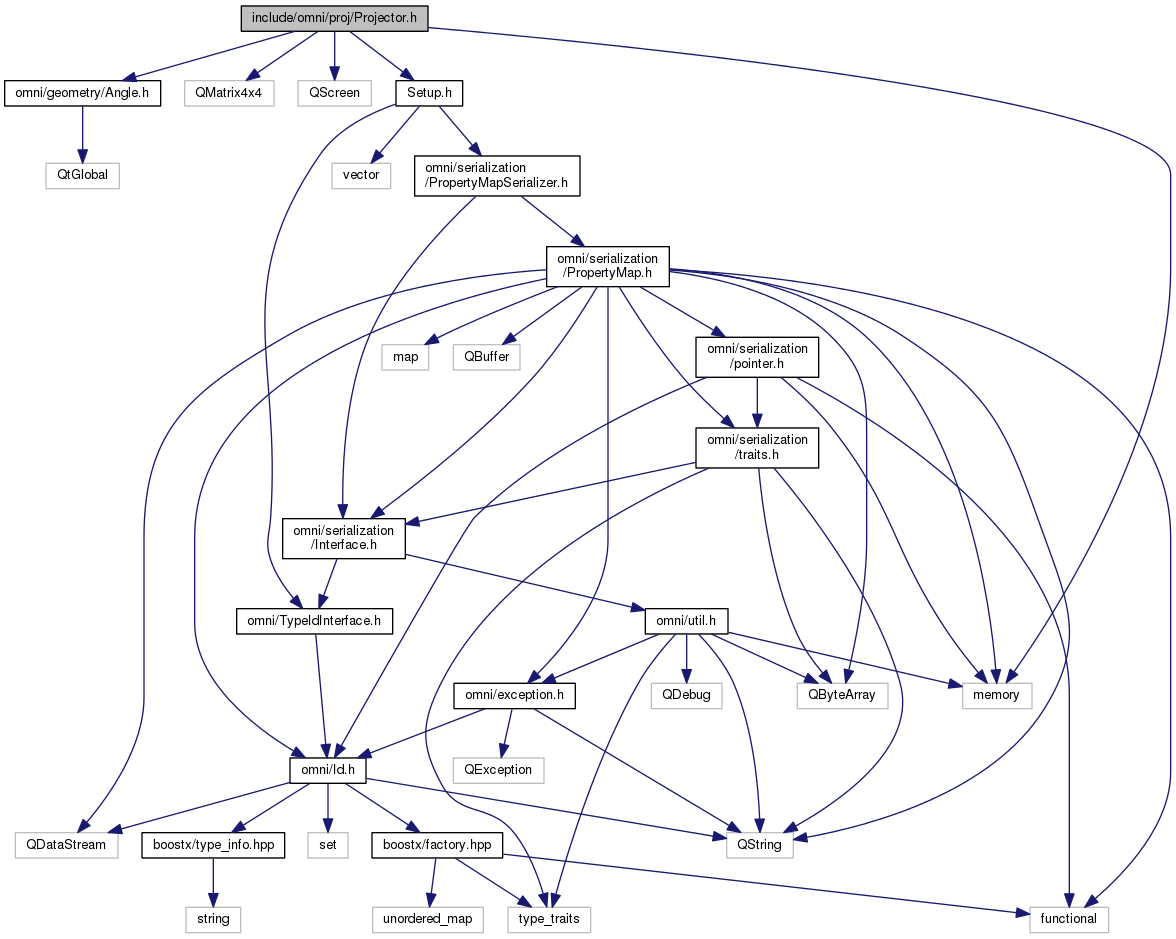 include/omni/proj/Projector.h
omni/geometry/Angle.h
QMatrix4x4
QScreen
Setup.h
QtGlobal
vector
omni/serialization
/PropertyMapSerializer.h
omni/serialization
/PropertyMap.h
map
QBuffer
omni/serialization
/pointer.h
omni/serialization
/traits.h
omni/serialization
/Interface.h
omni/TypeIdInterface.h
omni/util.h
omni/exception.h
QDebug
QByteArray
memory
omni/Id.h
QException
QDataStream
boostx/type_info.hpp
set
boostx/factory.hpp
QString
string
unordered_map
type_traits
functional